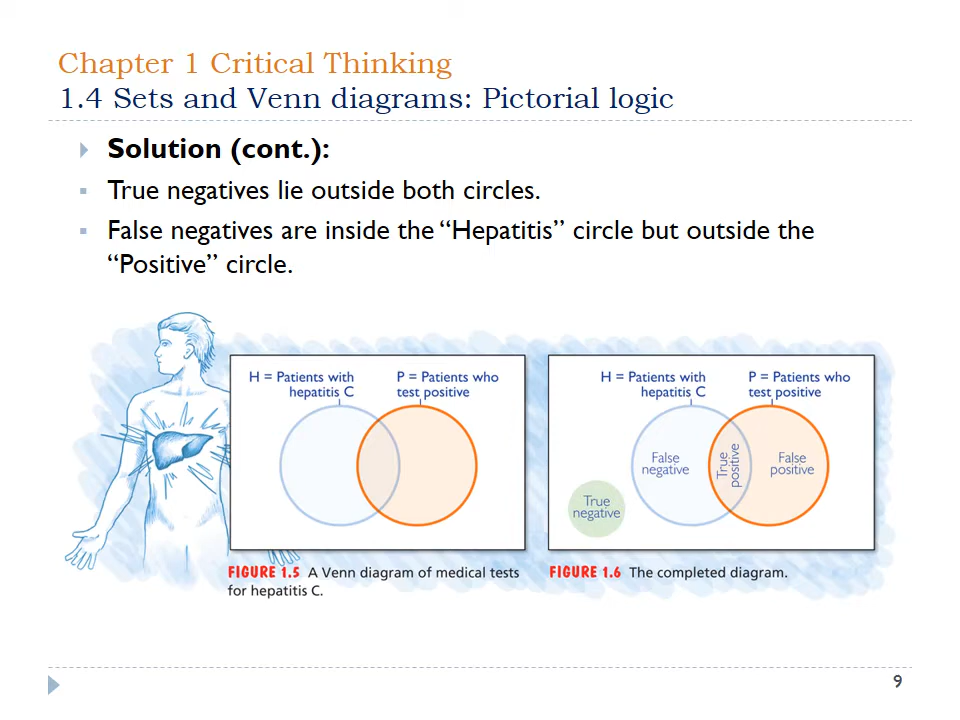 Chapter 1 Critical Thinking
1.4 Sets and Venn diagrams: Pictorial logic
Solution (cont.):
True negatives lie outside both circles.
False negatives are inside the “Hepatitis” circle but outside the
“Positive” circle.
H = Patients with
hepatitis C
P = Patients who
test positive
FIGURE 1.5 A Venn diagram of medical tests
for hepatitis C.
H = Patients with
hepatitis C
P = Patients who
test positive
False
negative
True
positive
False
positive
True
negative
FIGURE 1.6 The completed diagram.
9